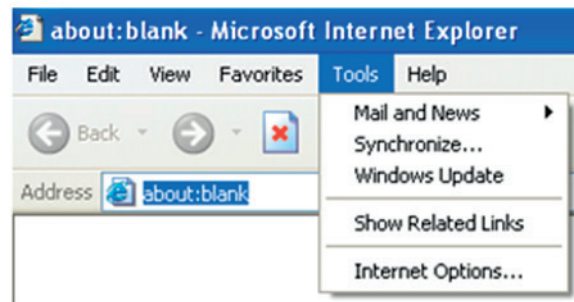 about:blank - Microsoft Internet Explorer
File Edit View Favorites Tools Help
Back
Mail and News
Synchronize...
Windows Update
Address about:blank
Show Related Links
Internet Options...